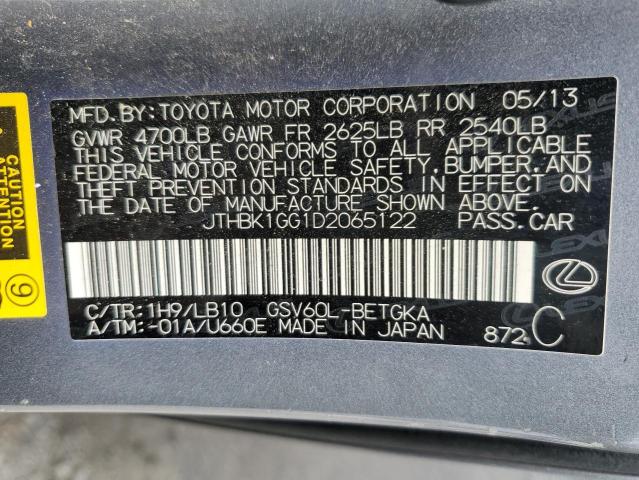 MFD. BY: TOYOTA MOTOR CORPORATION 05/13
GVWR 4700LB GAWR FR 2625LB RR 2540LB
THIS VEHICLE CONFORMS TO ALL APPLICABLE
FEDERAL MOTOR VEHICLE SAFETY, BUMPER, AND
THEFT PREVENTION STANDARDS IN EFFECT ON
THE DATE OF MANUFACTURE SHOWN ABOVE.
JTHBK1GG1D2065122 PASS.CAR
C/TR: 1H9/LB10 GSV60L-BETGKA
A/TM: -01A/U660E MADE IN JAPAN 872 C
ATTENTION
9
LEXUS